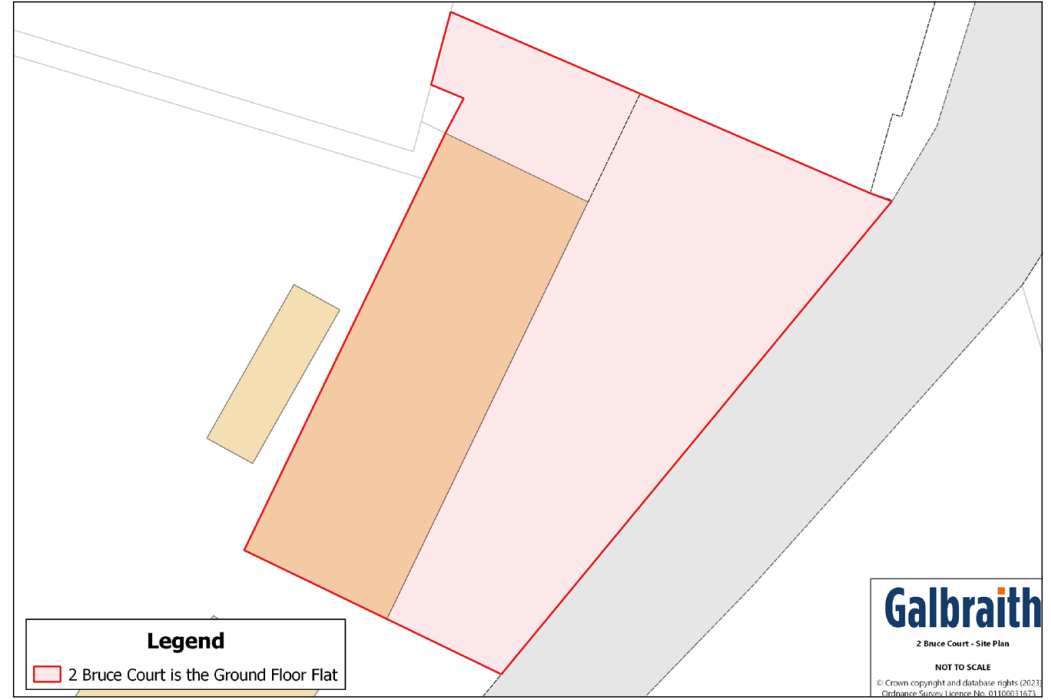 Legend
2 Bruce Court is the Ground Floor Flat
Galbraith
2 Bruce Court - Site Plan
NOT TO SCALE
© Crown copyright and database rights (2023)
Ordnance Survey Licence No. 01100031673